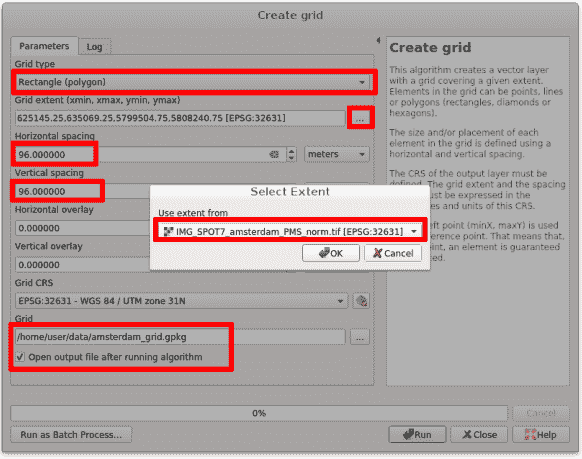 Create grid
Parameters
Log
Grid type
Rectangle (polygon)
Grid extent (xmin, xmax, ymin, ymax)
625145.25,635069.25,5799504.75,5808240.75 [EPSG:32631]
...
Horizontal spacing
96.000000
meters
Vertical spacing
96.000000
Horizontal overlay
0.000000
Vertical overlay
0.000000
Grid CRS
EPSG:32631 - WGS 84 / UTM zone 31N
Grid
/home/user/data/amsterdam_grid.gpkg
...
Open output file after running algorithm
Select Extent
Use extent from
IMG_SPOT7_amsterdam_PMS_norm.tif [EPSG:32631]
OK
Cancel
Create grid
This algorithm creates a vector layer
with a grid covering a given extent.
Elements in the grid can be points, lines
or polygons (rectangles, diamonds or
hexagons).
The size and/or placement of each
element in the grid is defined using a
horizontal and vertical spacing.
The CRS of the output layer must be
The grid extent and the spacing
must be expressed in the
and units of this CRS.
left point (minX, maxY) is used
point. That means that,
point, an element is guaranteed
0%
Cancel
Run as Batch Process...
Run
Close
Help